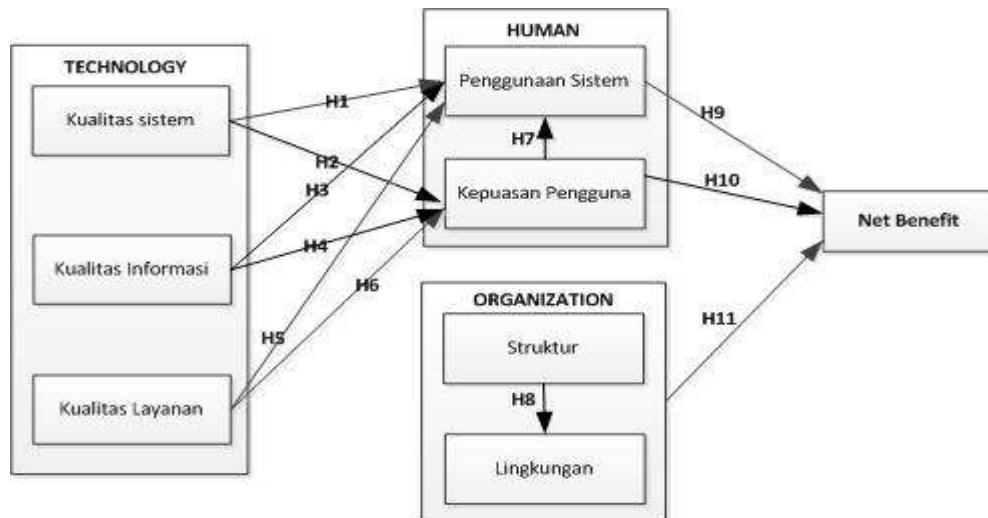 TECHNOLOGY
Kualitas sistem
Kualitas Informasi
Kualitas Layanan
H1
H2
H3
H4
H5
H6
HUMAN
Penggunaan Sistem
H7
Kepuasan Pengguna
ORGANIZATION
Struktur
H8
Lingkungan
H9
H10
H11
Net Benefit